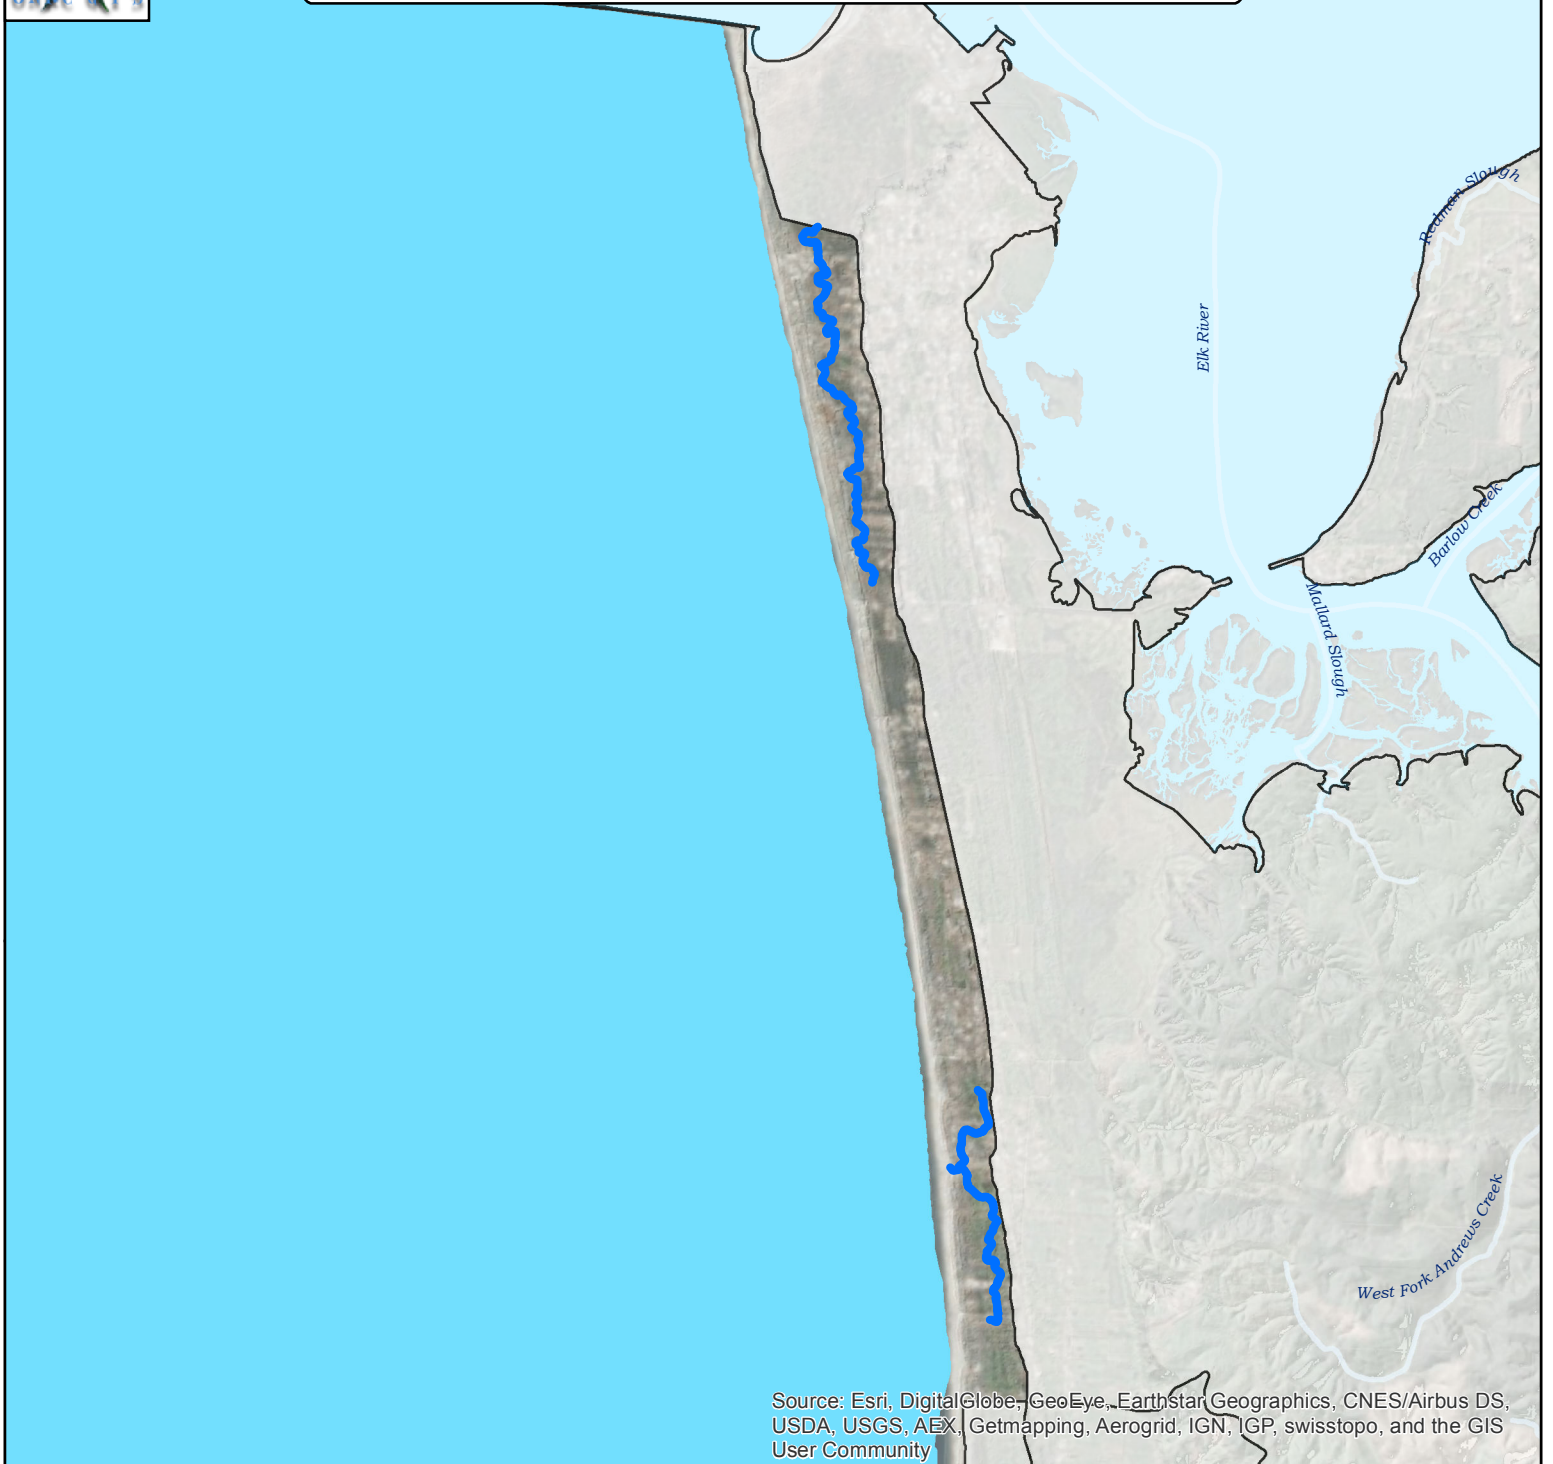 Redman Slough
Elk River
Barlow Creek
Mallard Slough
West Fork Andrews Creek
Source: Esri, DigitalGlobe, GeoEye, Earthstar Geographics, CNES/Airbus DS,
USDA, USGS, AEX, Getmapping, Aerogrid, IGN, IGP, swisstopo, and the GIS
User Community